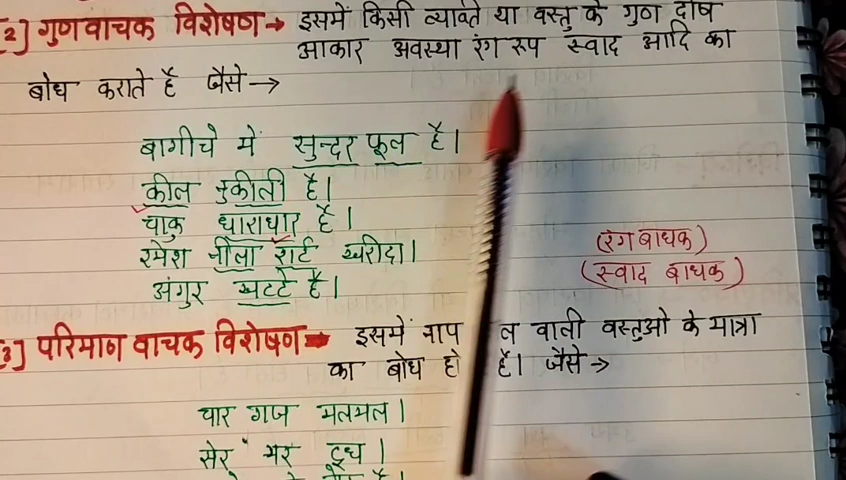 [2] गुणवाचक विशेषण→ इसमें किसी व्यक्ति या वस्तु के गुण दोष
आकार अवस्था रंग रूप स्वाद आदि का
बोध कराते है जैसे→
बागीचे में सुन्दर फूल है।
कील नुकीली है।
चाकु धाराधार है।
रमेश नीला शर्ट खरीदा।
(रंग बाधक)
(स्वाद बाधक)
अंगुर खटटे है।
[3] परिमाण वाचक विशेषण→ इसमें नाप ल वाली वस्तुओ के मात्रा
का बोध हो है। जैसे→
चार गज मलमल।
सेर भर दूध।